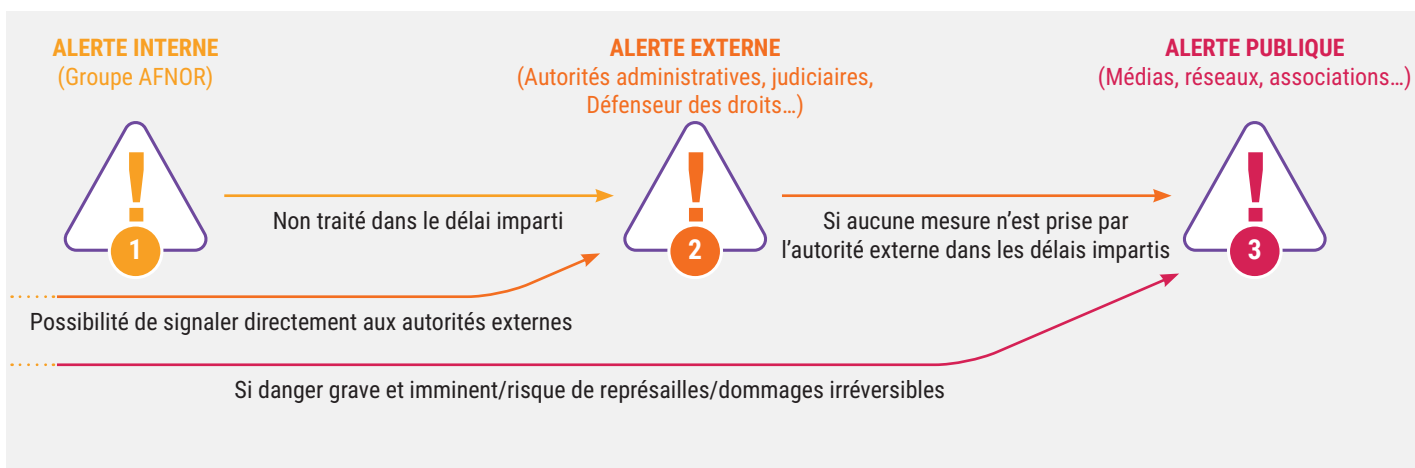 ALERTE INTERNE
(Groupe AFNOR)
ALERTE EXTERNE
(Autorités administratives, judiciaires,
Défenseur des droits…)
ALERTE PUBLIQUE
(Médias, réseaux, associations…)
!
1
Non traité dans le délai imparti
!
2
Si aucune mesure n’est prise par
l’autorité externe dans les délais impartis
!
3
Possibilité de signaler directement aux autorités externes
Si danger grave et imminent/risque de représailles/dommages irréversibles